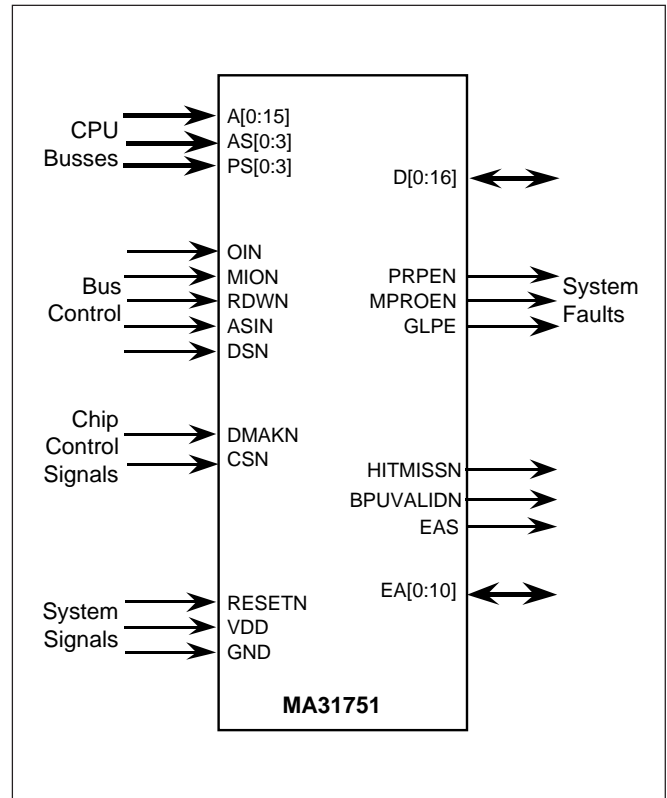 CPU
Busses
A[0:15]
AS[0:3]
PS[0:3]
D[0:16]
Bus
Control
OIN
MION
RDWN
ASIN
DSN
PRPEN
MPROEN
GLPE
System
Faults
Chip
Control
Signals
DMAKN
CSN
HITMISSN
BPUVALIDN
EAS
EA[0:10]
System
Signals
RESETN
VDD
GND
MA31751